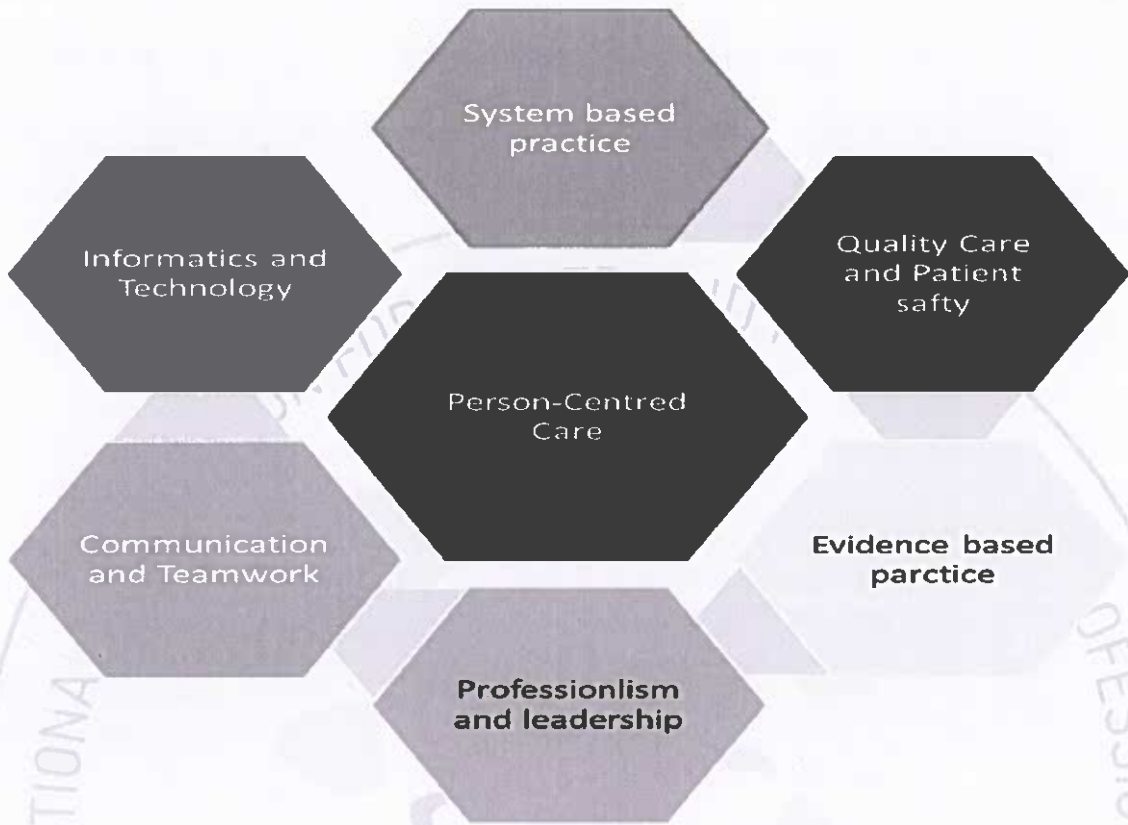 System based
practice
Informatics and
Technology
Quality Care
and Patient
safty
Person-Centred
Care
Communication
and Teamwork
Evidence based
parctice
Professionlism
and leadership
TIONA